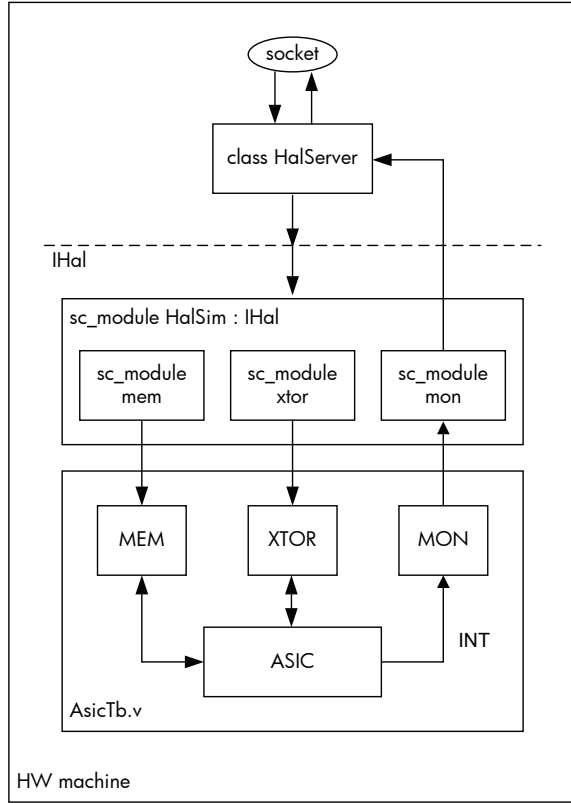 socket
class HalServer
IHal
sc_module HalSim : IHal
sc_module
mem
sc_module
xtor
sc_module
mon
MEM
XTOR
MON
ASIC
INT
AsicTb.v
HW machine